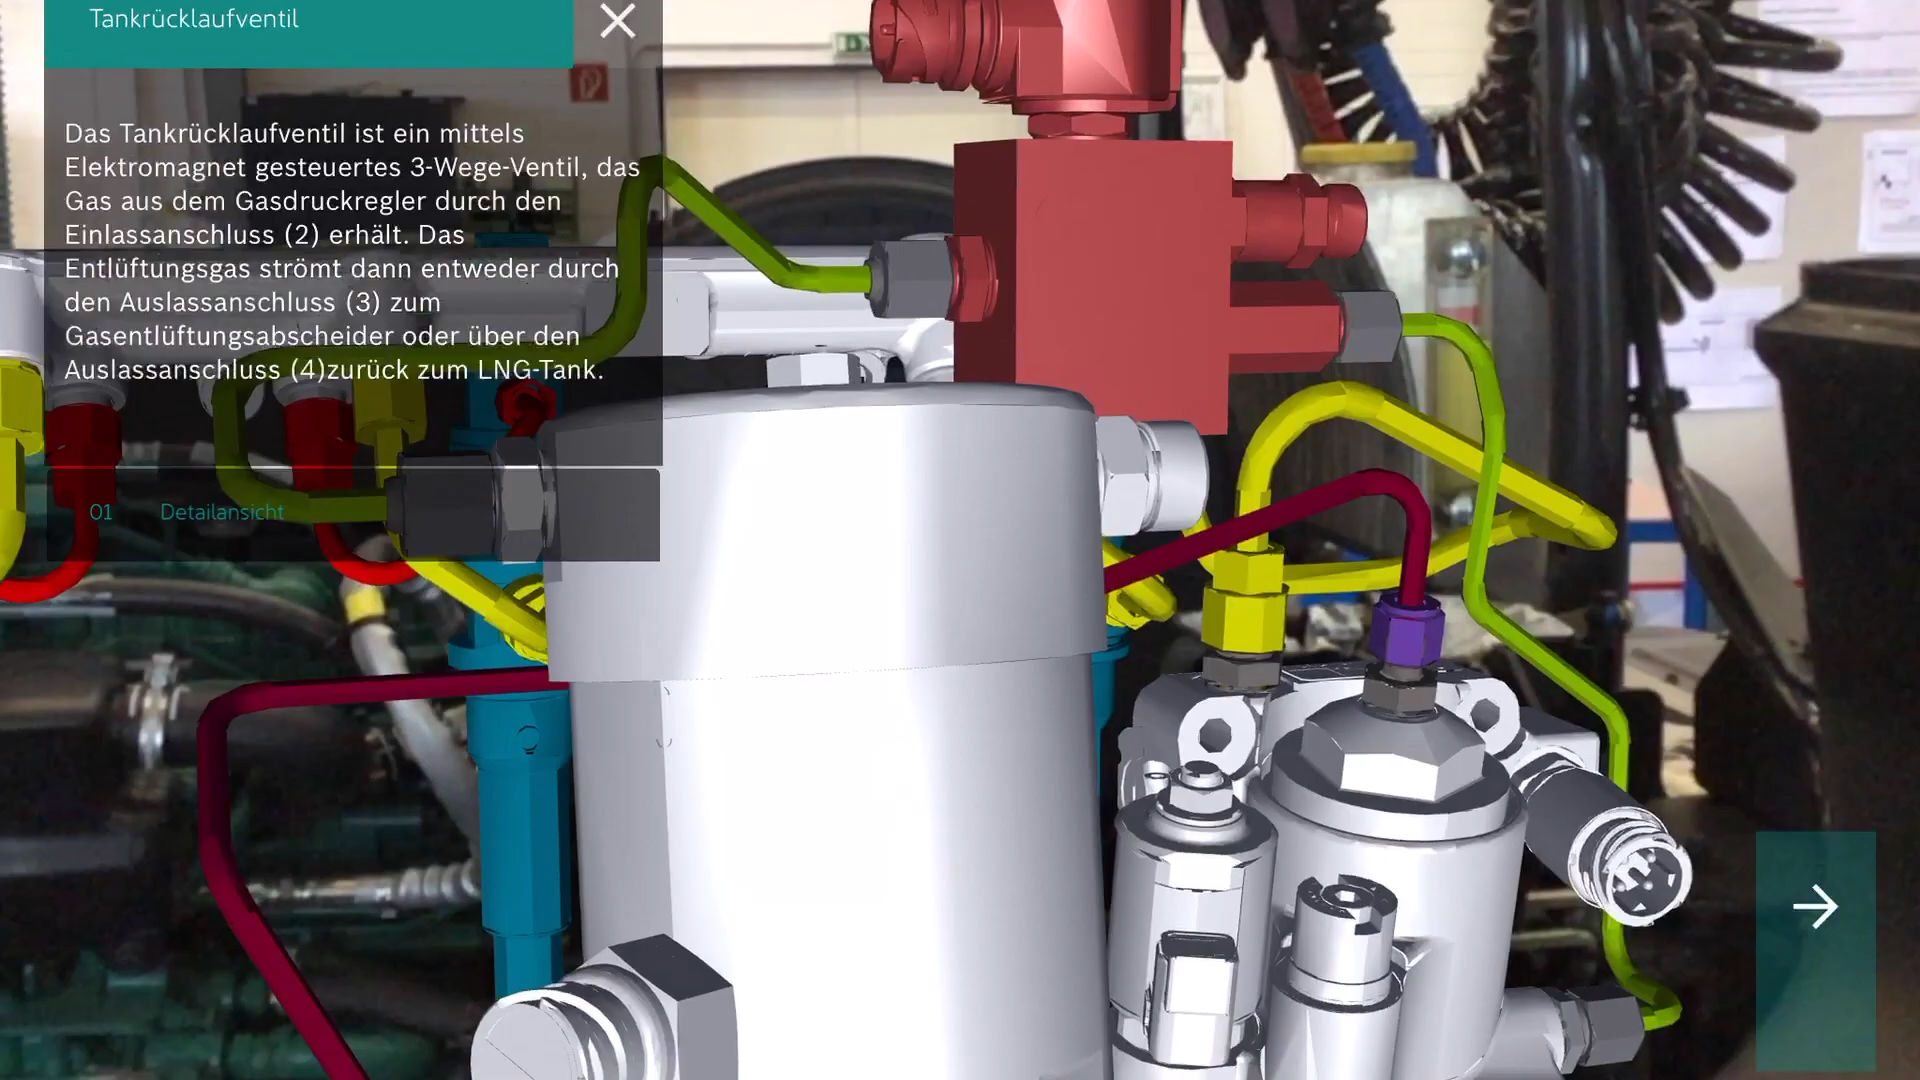 Tankrücklaufventil
Das Tankrücklaufventil ist ein mittels
Elektromagnet gesteuertes 3-Wege-Ventil, das
Gas aus dem Gasdruckregler durch den
Einlassanschluss (2) erhält. Das
Entlüftungsgas strömt dann entweder durch
den Auslassanschluss (3) zum
Gasentlüftungsabscheider oder über den
Auslassanschluss (4)zurück zum LNG-Tank.
01 Detailansicht